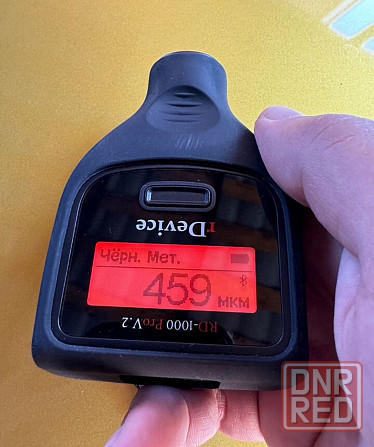 rDevice
Чёрн. Мет.
459 мкм
RD-1000 Pro V.2
DNR
RED